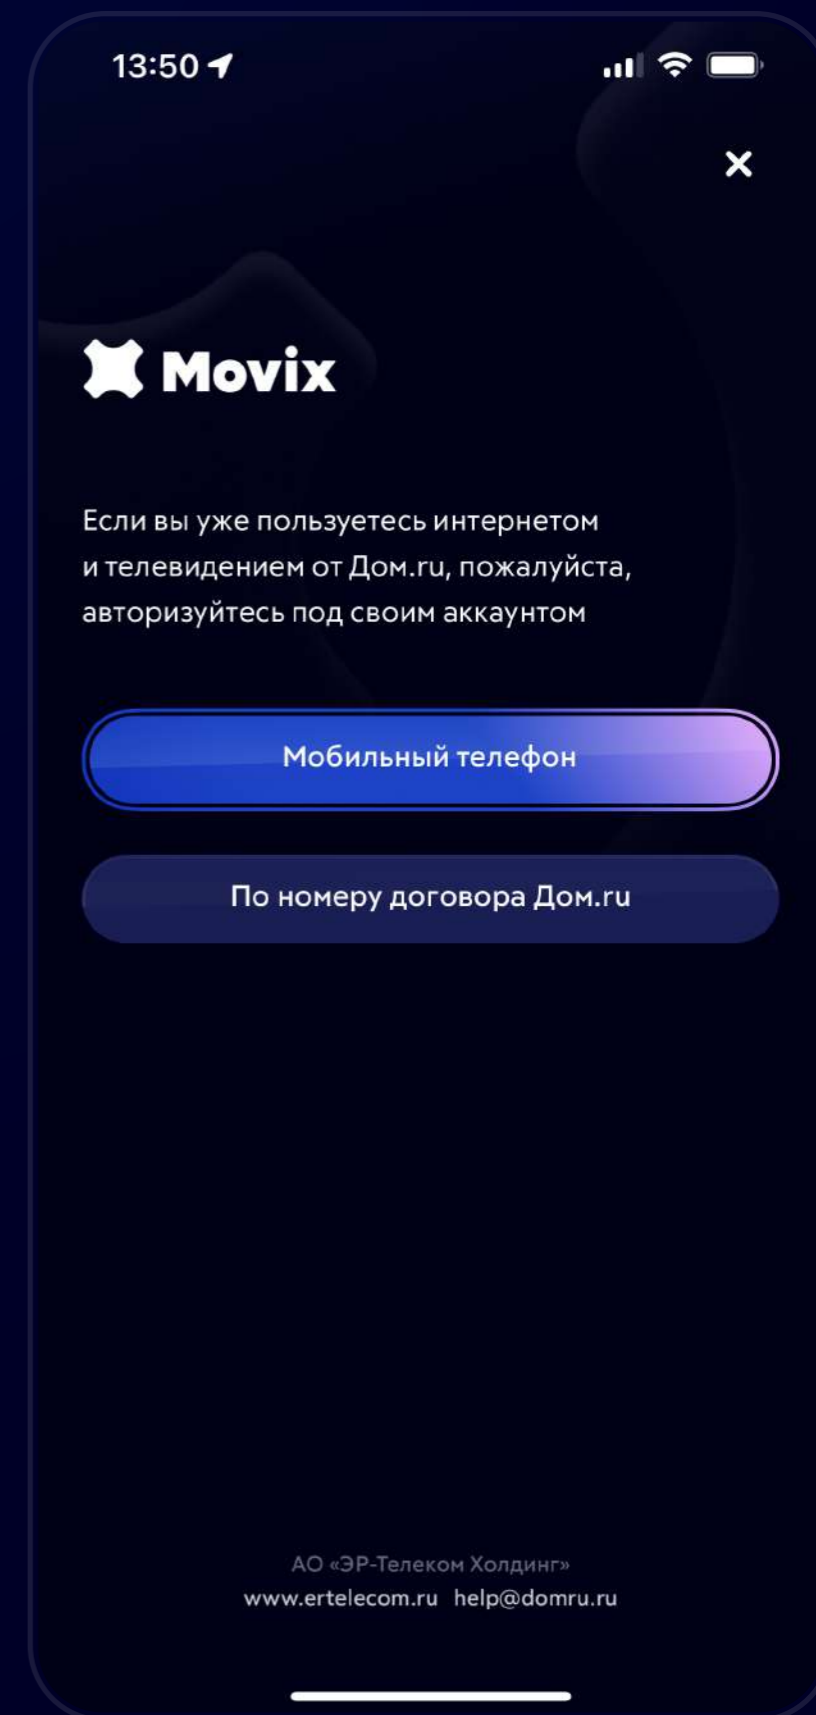 13:50
Movix
Если вы уже пользуетесь интернетом
и телевидением от Дом.ru, пожалуйста,
авторизуйтесь под своим аккаунтом
Мобильный телефон
По номеру договора Дом.ru
АО «ЭР-Телеком Холдинг»
www.ertelecom.ru help@domru.ru